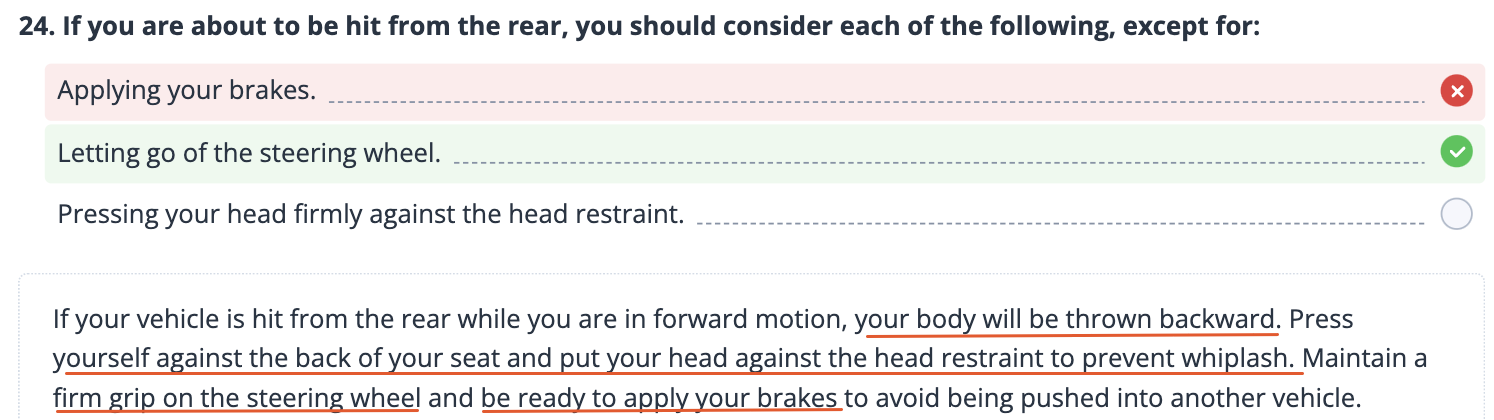 24. If you are about to be hit from the rear, you should consider each of the following, except for:
Applying your brakes.
Letting go of the steering wheel.
Pressing your head firmly against the head restraint.
If your vehicle is hit from the rear while you are in forward motion, your body will be thrown backward. Press
yourself against the back of your seat and put your head against the head restraint to prevent whiplash. Maintain a
firm grip on the steering wheel and be ready to apply your brakes to avoid being pushed into another vehicle.